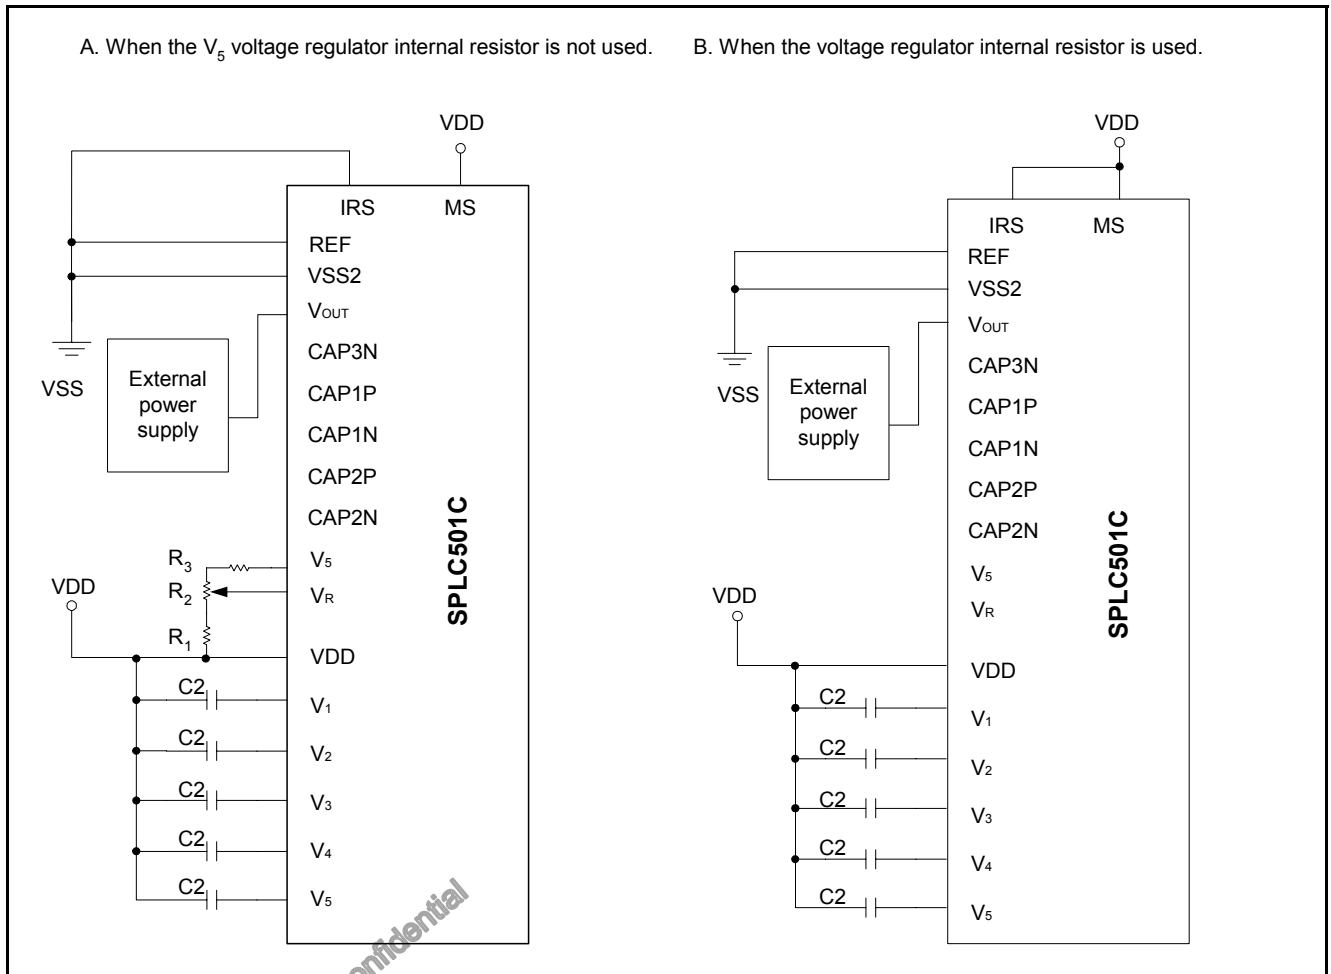 A. When the V5 voltage regulator internal resistor is not used.
B. When the voltage regulator internal resistor is used.
VDD
IRS MS
REF
VSS2
VOUT
CAP3N
CAP1P
CAP1N
CAP2P
CAP2N
V5
VR
VDD
V1
V2
V3
V4
V5
SPLC501C
VSS
External
power
supply
R3
R2
R1
VDD
C2
C2
C2
C2
C2
VDD
IRS MS
REF
VSS2
VOUT
CAP3N
CAP1P
CAP1N
CAP2P
CAP2N
V5
VR
VDD
V1
V2
V3
V4
V5
SPLC501C
VSS
External
power
supply
VDD
C2
C2
C2
C2
C2